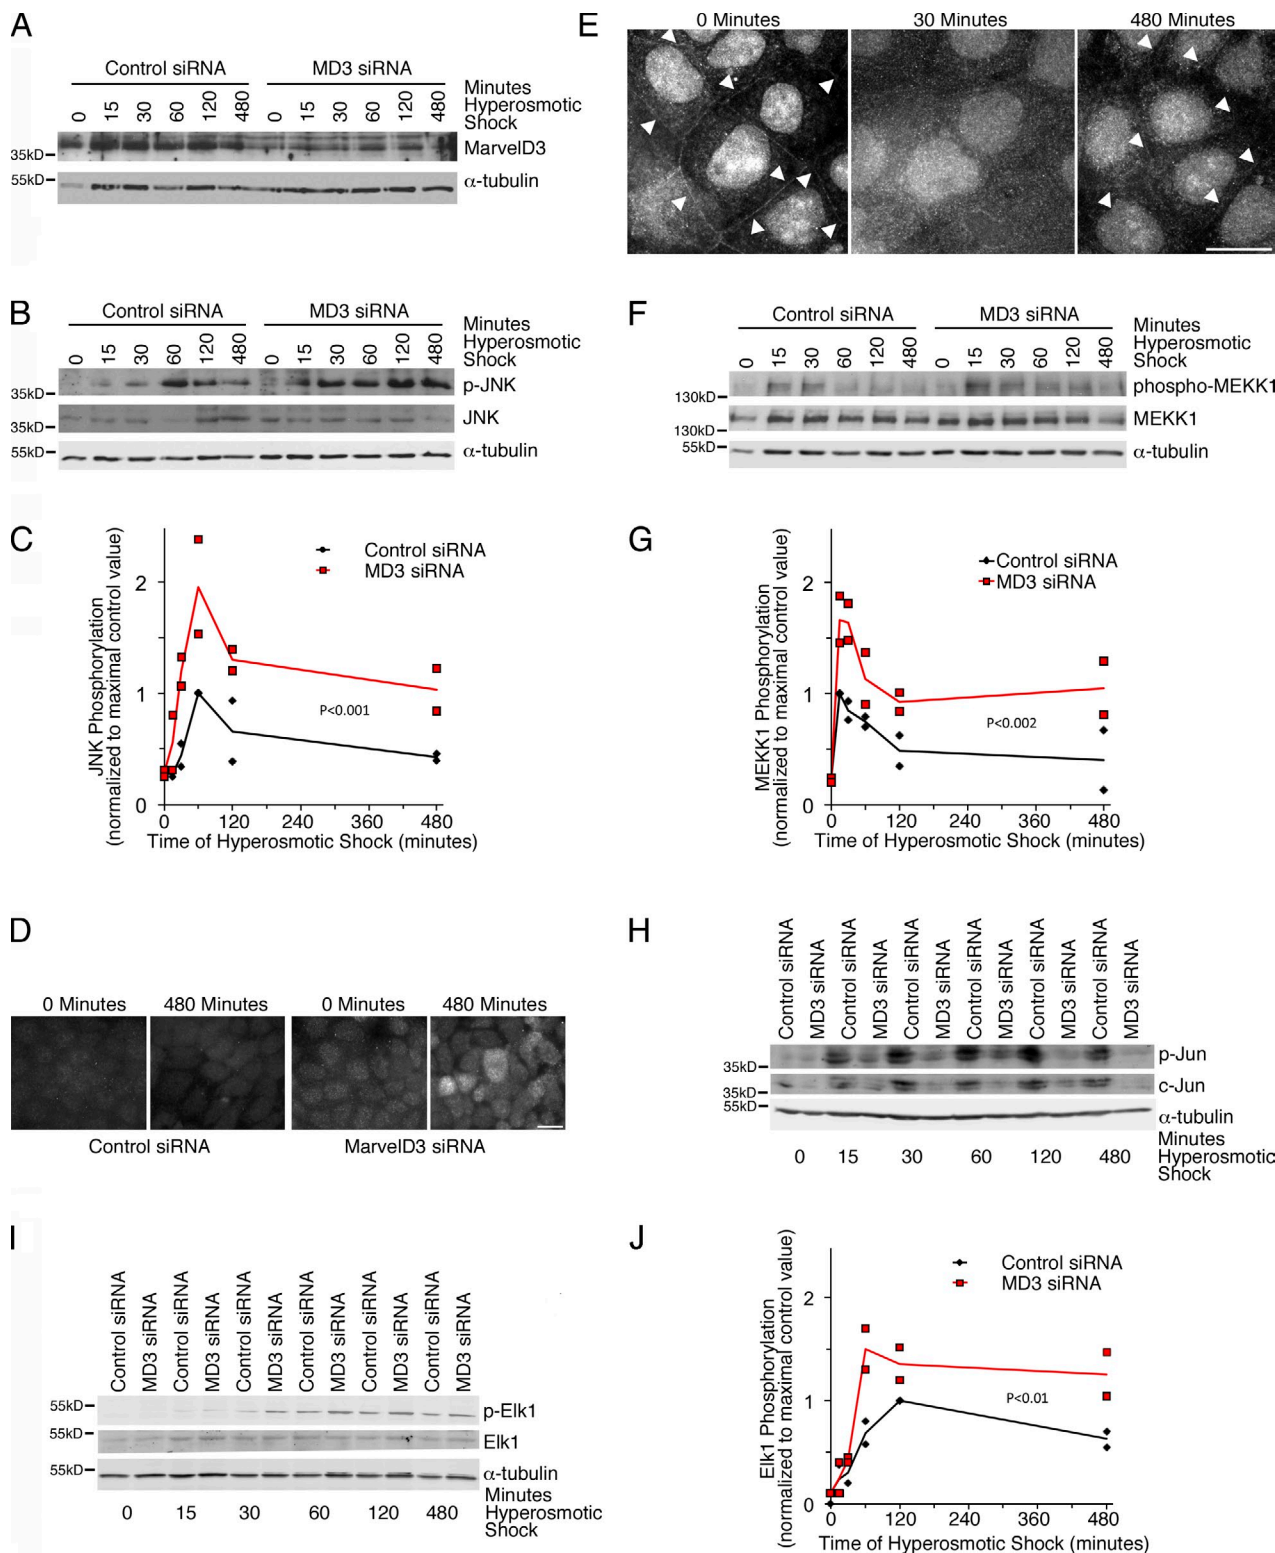 A
Control siRNA MD3 siRNA
0 15 30 60 120 480 0 15 30 60 120 480
Minutes
Hyperosmotic
Shock
35kD MarvelD3
55kD α-tubulin
E
0 Minutes 30 Minutes 480 Minutes
B
Control siRNA MD3 siRNA
0 15 30 60 120 480 0 15 30 60 120 480
Minutes
Hyperosmotic
Shock
35kD p-JNK
35kD JNK
55kD α-tubulin
F
Control siRNA MD3 siRNA
0 15 30 60 120 480 0 15 30 60 120 480
Minutes
Hyperosmotic
Shock
130kD phospho-MEKK1
130kD MEKK1
55kD α-tubulin
C
JNK Phosphorylation
(normalized to maximal control value)
Control siRNA
MD3 siRNA
2
1
0
P<0.001
0 120 240 360 480
Time of Hyperosmotic Shock (minutes)
G
MEKK1 Phosphorylation
(normalized to maximal control value)
Control siRNA
MD3 siRNA
2
1
0
P<0.002
0 120 240 360 480
Time of Hyperosmotic Shock (minutes)
D
0 Minutes 480 Minutes 0 Minutes 480 Minutes
Control siRNA MarvelD3 siRNA
H
Control siRNA MD3 siRNA Control siRNA MD3 siRNA Control siRNA MD3 siRNA Control siRNA MD3 siRNA Control siRNA MD3 siRNA Control siRNA MD3 siRNA
35kD p-Jun
35kD c-Jun
55kD α-tubulin
0 15 30 60 120 480
Minutes
Hyperosmotic
Shock
I
Control siRNA MD3 siRNA Control siRNA MD3 siRNA Control siRNA MD3 siRNA Control siRNA MD3 siRNA Control siRNA MD3 siRNA Control siRNA MD3 siRNA
55kD p-Elk1
55kD Elk1
55kD α-tubulin
0 15 30 60 120 480
Minutes
Hyperosmotic
Shock
J
Elk1 Phosphorylation
(normalized to maximal control value)
Control siRNA
MD3 siRNA
2
1
0
P<0.01
0 120 240 360 480
Time of Hyperosmotic Shock (minutes)